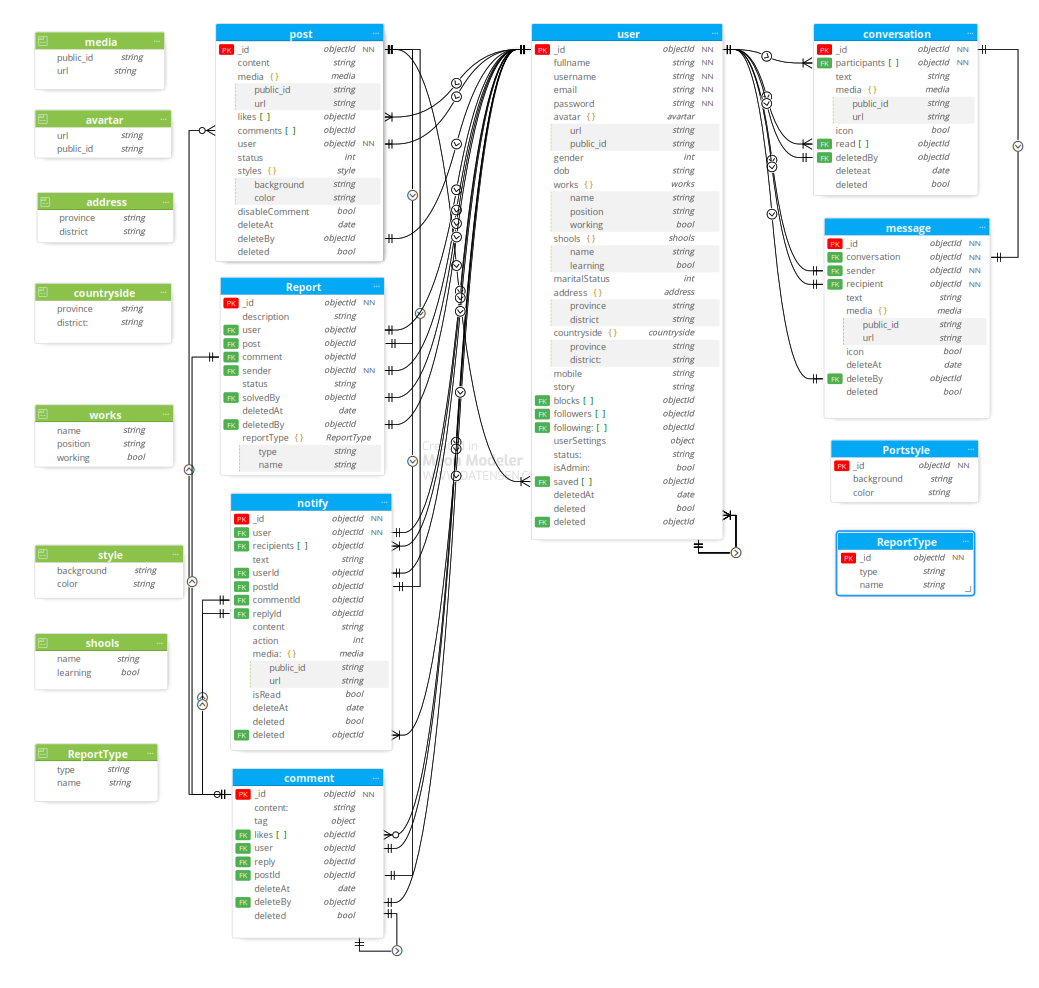 media
public_id string
url string
avartar
url string
public_id string
address
province string
district string
countryside
province string
district: string
works
name string
position string
working bool
style
background string
color string
shools
name string
learning bool
ReportType
type string
name string
post
PK _id objectId NN
content string
media { } media
public_id string
url string
likes [ ] objectId
comments [ ] objectId
user objectId NN
status int
styles { } style
background string
color string
disableComment bool
deleteAt objectId
deleteBy objectId
deleted bool
Report
PK _id objectId NN
description string
FK user objectId
FK post objectId
FK comment objectId
FK sender objectId NN
status string
FK solvedBy objectId
deletedAt date
FK deletedBy objectId
reportType { } ReportType
type string
name string
notify
PK _id objectId NN
FK user objectId NN
FK recipients [ ] objectId
text string
FK userId objectId
FK postId objectId
FK commentId objectId
FK replyId objectId
content string
action int
media: { } media
public_id string
url string
isRead bool
deleteAt date
deleted bool
FK deleted objectId
comment
PK _id objectId NN
content: string
tag object
FK likes [ ] objectId
FK user objectId
FK reply objectId
FK postId objectId
deleteAt date
FK deleteBy objectId
deleted bool
user
PK _id objectId NN
fullname string NN
username string NN
email string NN
password string NN
avatar { } avartar
url string
public_id string
gender int
dob string
works { } works
name string
position string
working bool
shools { } shools
name string
learning bool
maritalStatus int
address { } address
province string
district string
countryside { } countryside
province string
district: string
mobile string
story string
FK blocks [ ] objectId
FK followers [ ] objectId
FK following: [ ] objectId
userSettings object
status: string
isAdmin: bool
FK saved [ ] objectId
deletedAt date
deleted bool
FK deleted objectId
conversation
PK _id objectId NN
FK participants [ ] objectId NN
text string
media { } media
public_id string
url string
icon bool
FK read [ ] objectId
FK deletedBy objectId
deleteat date
deleted bool
message
PK _id objectId NN
FK conversation objectId NN
FK sender objectId NN
FK recipient objectId NN
text string
media { } media
public_id string
url string
icon bool
deleteAt date
FK deleteBy objectId
deleted bool
Portstyle
PK _id objectId NN
background string
color string
ReportType
PK _id objectId NN
type string
name string
in
Modeler